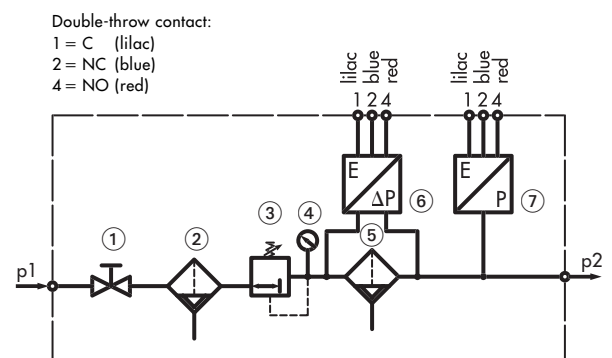 Double-throw contact:
1 = C (lilac)
2 = NC (blue)
4 = NO (red)
lilac blue red lilac blue red
1 2 4 1 2 4
E E
ΔP ⑥ P ⑦
③ ④
① ② ⑤
p1 p2